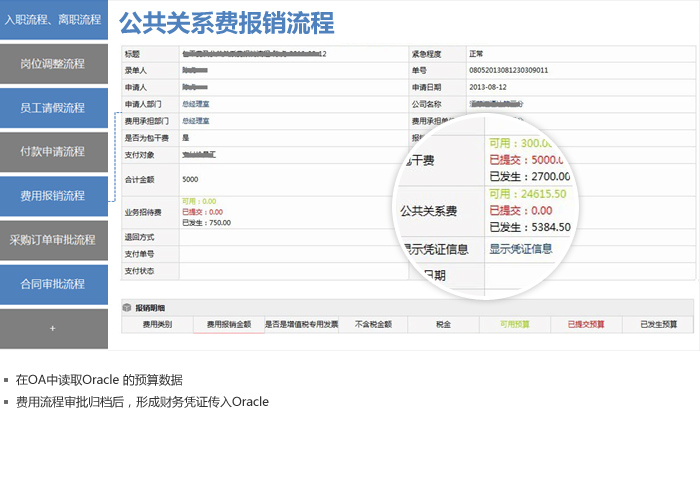 入职流程、离职流程
岗位调整流程
员工请假流程
付款申请流程
费用报销流程
采购订单审批流程
合同审批流程
+
公共关系费报销流程
标题 12 紧急程度 正常
录单人 单号 08052013081230309011
申请人 申请日期 2013-08-12
申请人部门 总经理室 公司名称
费用承担部门 总经理室 费用承担单
是否为包干费 是
支付对象
合计金额 5000
业务招待费 可用：0.00
已提交：0.00
已发生：750.00
退回方式
支付单号
支付状态
可用：300.00
干费 已提交：5000.0
已发生：2700.00
可用：24615.50
公共关系费 已提交：0.00
已发生：5384.50
显示凭证信息 显示凭证信息
日期
报销明细
费用类别 费用报销金额 是否是增值税专用发票 不含税金额 税金 可用预算 已提交预算 已发生预算
在OA中读取Oracle 的预算数据
费用流程审批归档后，形成财务凭证传入Oracle